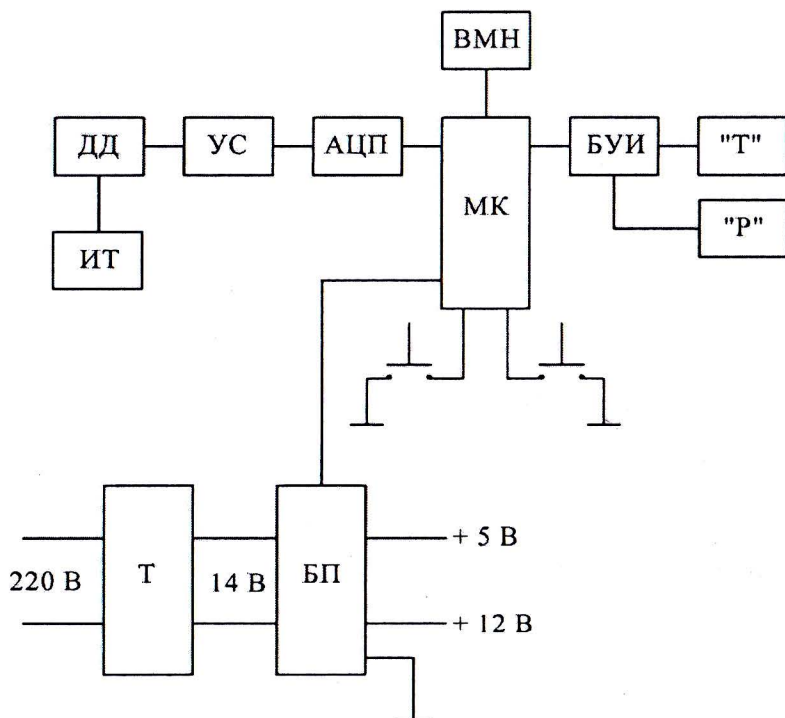 ВМН
ДД
УС
АЦП
МК
БУИ
"Т"
"Р"
ИТ
220 В
Т
14 В
БП
+ 5 В
+ 12 В